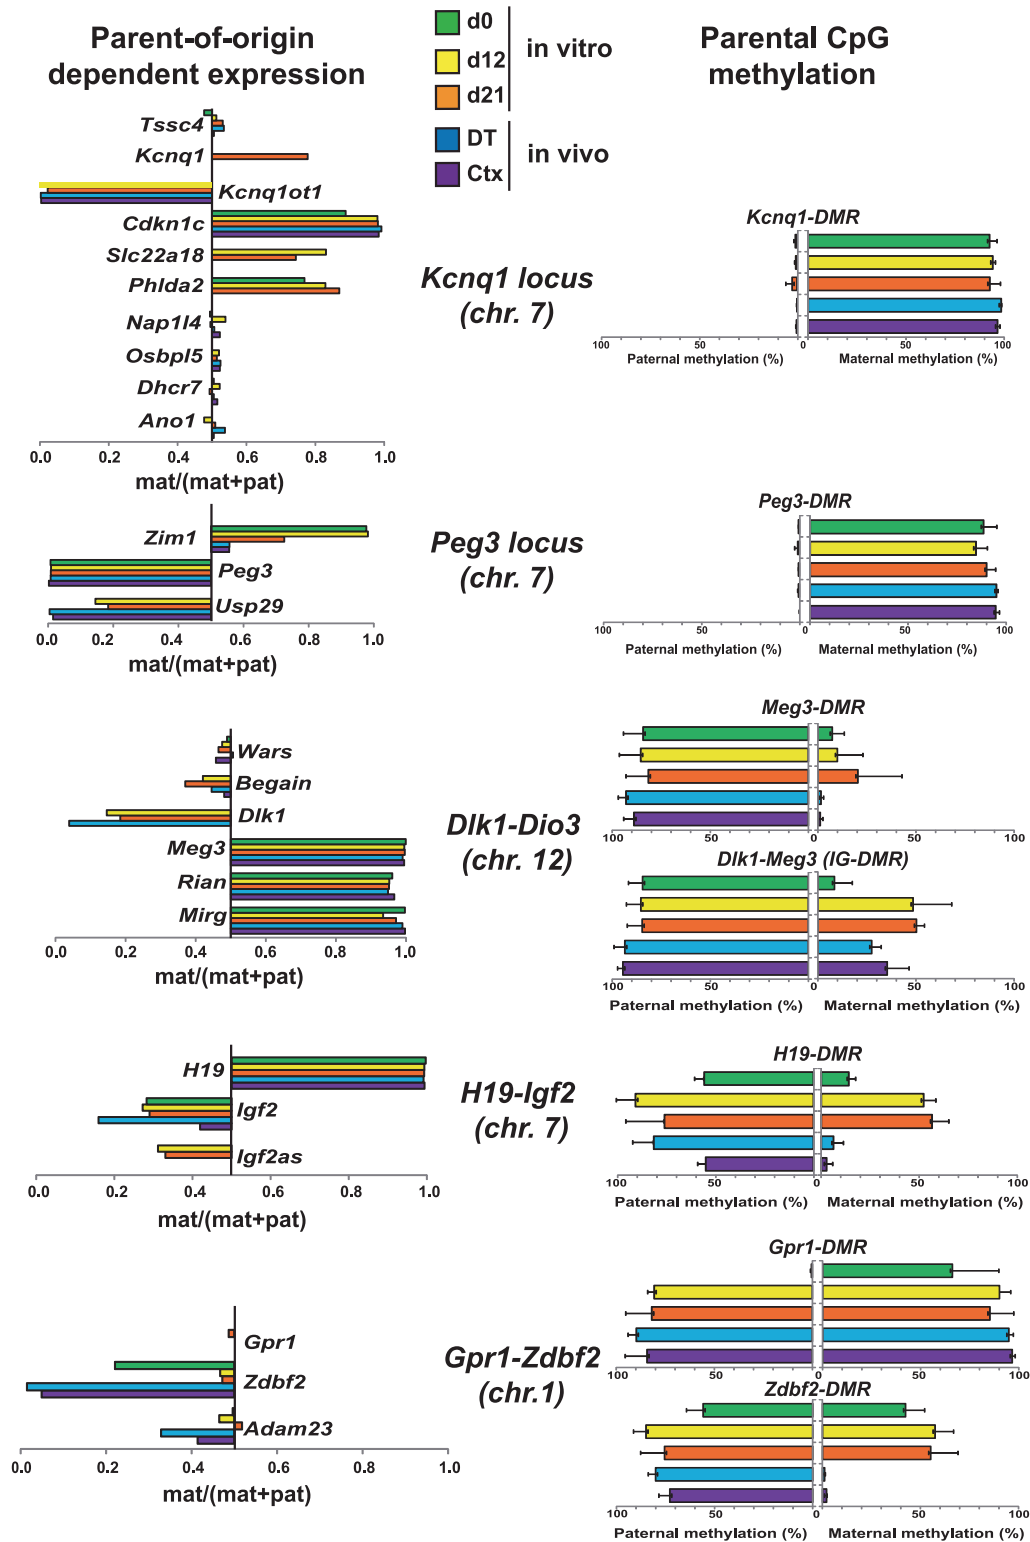 Parent-of-origin
dependent expression
d0
d12
d21
in vitro
DT
Ctx
in vivo
Parental CpG
methylation
Tssc4
Kcnq1
Kcnq1ot1
Cdkn1c
Slc22a18
Phlda2
Nap1l4
Osbpl5
Dhcr7
Ano1
0.0 0.2 0.4 0.6 0.8 1.0
mat/(mat+pat)
Kcnq1 locus
(chr. 7)
Kcnq1-DMR
100 50 0 50 100
Paternal methylation (%) Maternal methylation (%)
Zim1
Peg3
Usp29
0.0 0.2 0.4 0.6 0.8 1.0
mat/(mat+pat)
Peg3 locus
(chr. 7)
Peg3-DMR
100 50 0 50 100
Paternal methylation (%) Maternal methylation (%)
Wars
Begain
Dlk1
Meg3
Rian
Mirg
0.0 0.2 0.4 0.6 0.8 1.0
mat/(mat+pat)
Dlk1-Dio3
(chr. 12)
Meg3-DMR
100 50 0 50 100
Dlk1-Meg3 (IG-DMR)
100 50 0 50 100
Paternal methylation (%) Maternal methylation (%)
H19
Igf2
Igf2as
0.0 0.2 0.4 0.6 0.8 1.0
mat/(mat+pat)
H19-Igf2
(chr. 7)
H19-DMR
100 50 0 50 100
Paternal methylation (%) Maternal methylation (%)
Gpr1
Zdbf2
Adam23
0.0 0.2 0.4 0.6 0.8 1.0
mat/(mat+pat)
Gpr1-Zdbf2
(chr.1)
Gpr1-DMR
100 50 0 50 100
Zdbf2-DMR
100 50 0 50 100
Paternal methylation (%) Maternal methylation (%)